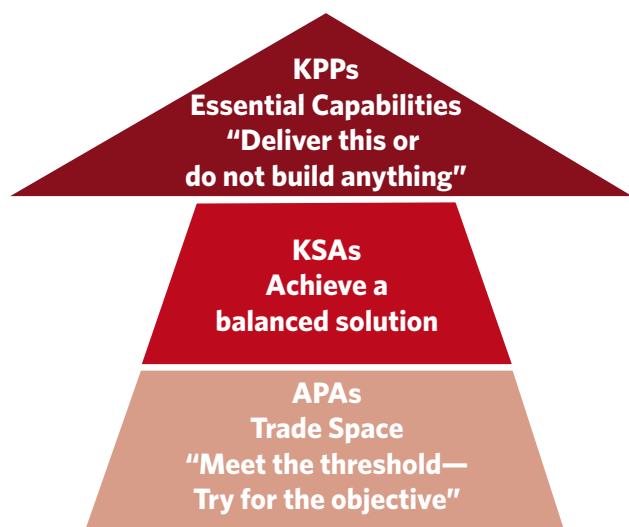 KPPs
Essential Capabilities
“Deliver this or
do not build anything”
KSAs
Achieve a
balanced solution
APAs
Trade Space
“Meet the threshold—
Try for the objective”